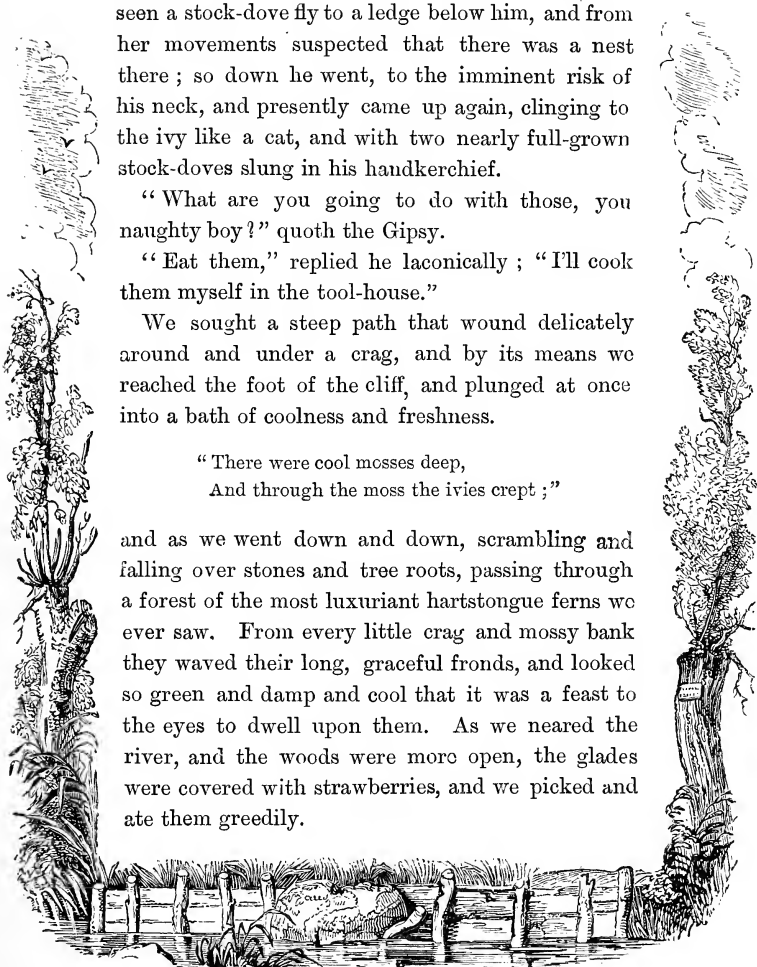 seen a stock-dove fly to a ledge below him, and from
her movements suspected that there was a nest
there ; so down he went, to the imminent risk of
his neck, and presently came up again, clinging to
the ivy like a cat, and with two nearly full-grown
stock-doves slung in his handkerchief.
“ What are you going to do with those, you
naughty boy ? ” quoth the Gipsy.
“ Eat them,” replied he laconically ; “ I’ll cook
them myself in the tool-house.”
We sought a steep path that wound delicately
around and under a crag, and by its means we
reached the foot of the cliff, and plunged at once
into a bath of coolness and freshness.
“ There were cool mosses deep,
And through the moss the ivies crept ; ”
and as we went down and down, scrambling and
falling over stones and tree roots, passing through
a forest of the most luxuriant hartstongue ferns we
ever saw. From every little crag and mossy bank
they waved their long, graceful fronds, and looked
so green and damp and cool that it was a feast to
the eyes to dwell upon them. As we neared the
river, and the woods were more open, the glades
were covered with strawberries, and we picked and
ate them greedily.